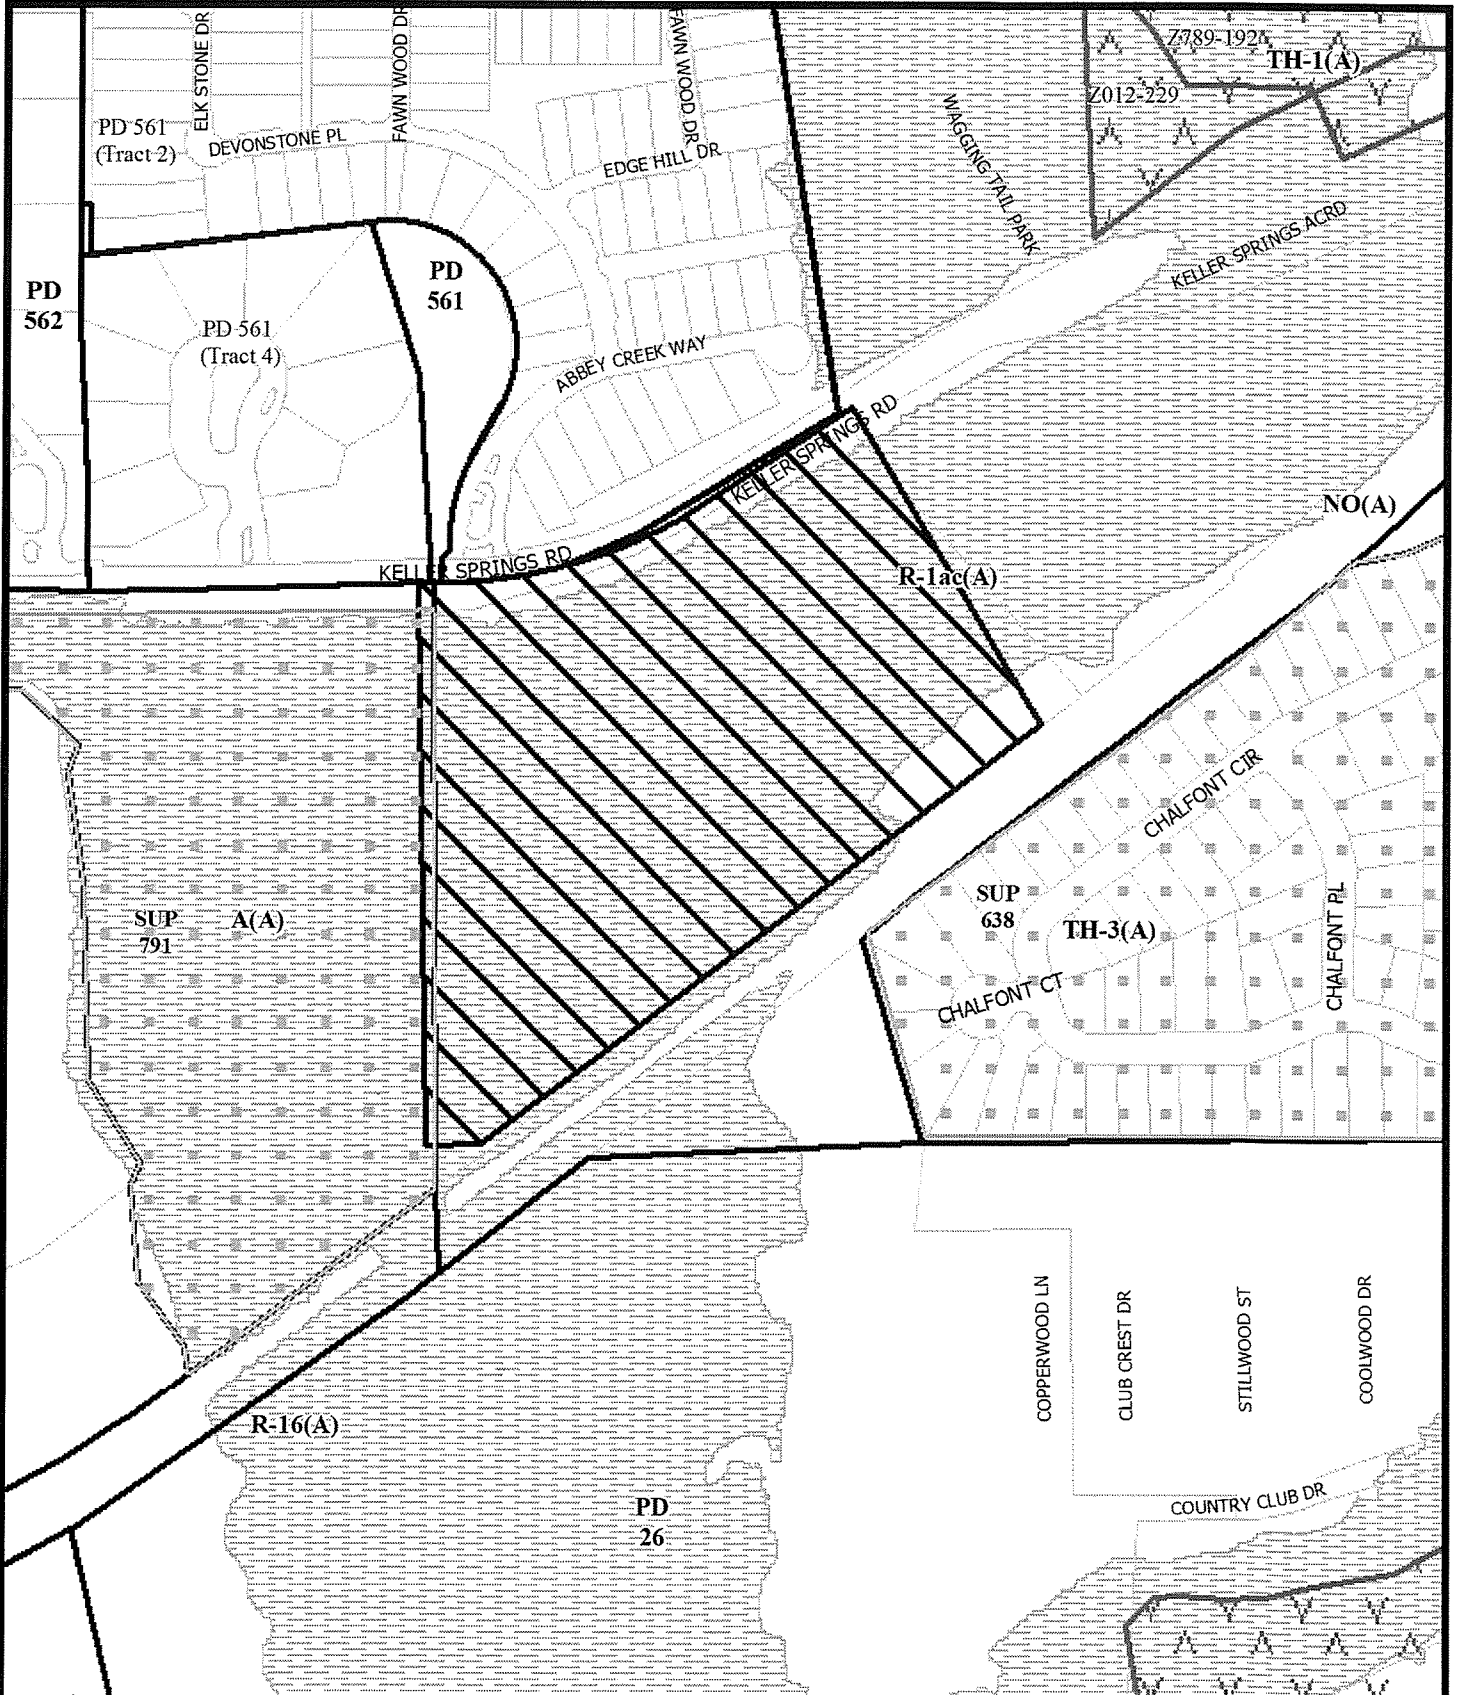 ELK STONE DR
FAWN WOOD DR
FAWN WOOD DR
Z789-192
TH-1(A)
Z012-229
PD 561
(Tract 2)
DEVONSTONE PL
EDGE HILL DR
WAGGING TAIL PARK
KELLER SPRINGS ACRD
PD
562
PD
561
PD 561
(Tract 4)
ABBEY CREEK WAY
KELLER SPRINGS RD
KELLER SPRINGS RD
NO(A)
R-1ac(A)
CHALFONT CIR
SUP
791
A(A)
SUP
638
TH-3(A)
CHALFONT PL
CHALFONT CT
COPPERWOOD LN
CLUB CREST DR
STILLWOOD ST
COOLWOOD DR
R-16(A)
PD
26
COUNTRY CLUB DR